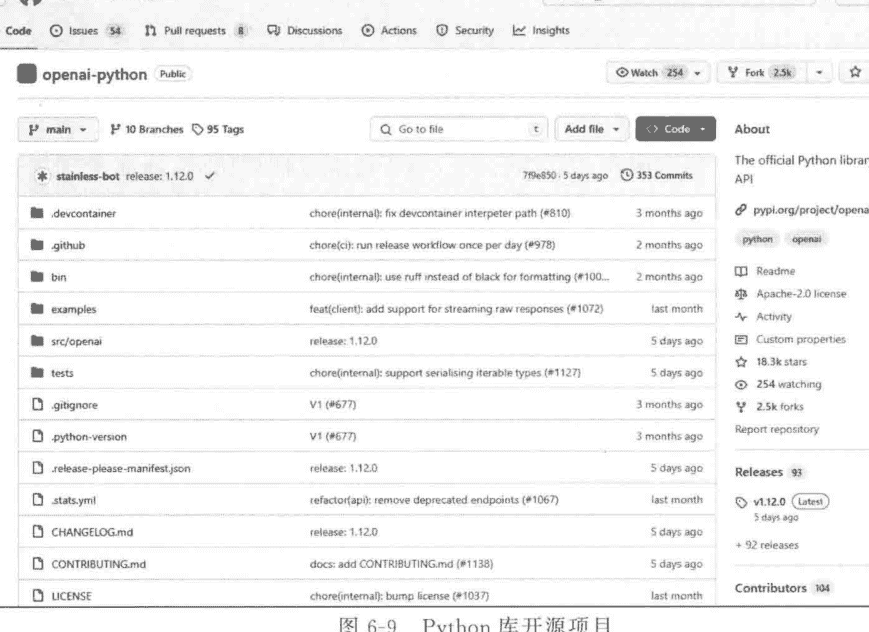 Code Issues 54 Pull requests 8 Discussions Actions Security Insights
openai-python Public Watch 254 Fork 2.5k
main 10 Branches 95 Tags Go to file t Add file <> Code
About
The official Python library
API
pypi.org/project/opena
python openai
Readme
Apache-2.0 license
Activity
Custom properties
18.3k stars
254 watching
2.5k forks
Report repository
Releases 93
v1.12.0 Latest
5 days ago
+ 92 releases
Contributors 104
stainless-bot release: 1.12.0 7f9e850 · 5 days ago 353 Commits
.devcontainer chore(internal): fix devcontainer interpeter path (#810) 3 months ago
.github chore(ci): run release workflow once per day (#978) 2 months ago
bin chore(internal): use ruff instead of black for formatting (#100... 2 months ago
examples feat(client): add support for streaming raw responses (#1072) last month
src/openai release: 1.12.0 5 days ago
tests chore(internal): support serialising iterable types (#1127) 5 days ago
.gitignore V1 (#677) 3 months ago
.python-version V1 (#677) 3 months ago
.release-please-manifest.json release: 1.12.0 5 days ago
.stats.yml refactor(api): remove deprecated endpoints (#1067) last month
CHANGELOG.md release: 1.12.0 5 days ago
CONTRIBUTING.md docs: add CONTRIBUTING.md (#1138) 5 days ago
LICENSE chore(internal): bump license (#1037) last month
图 6-9 Python 库开源项目